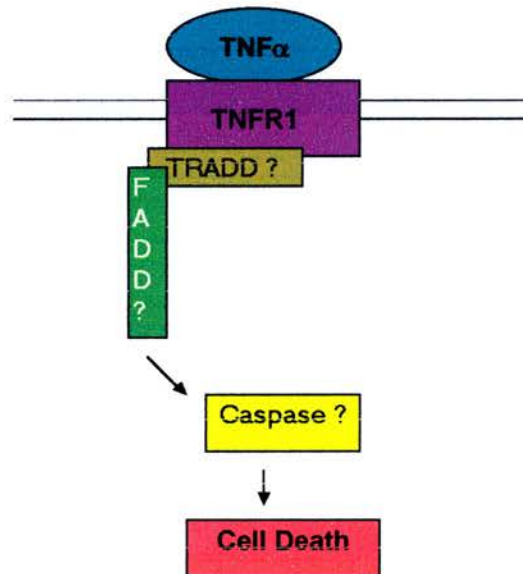 TNFα
TNFR1
TRADD ?
F
A
D
D
?
Caspase ?
Cell Death